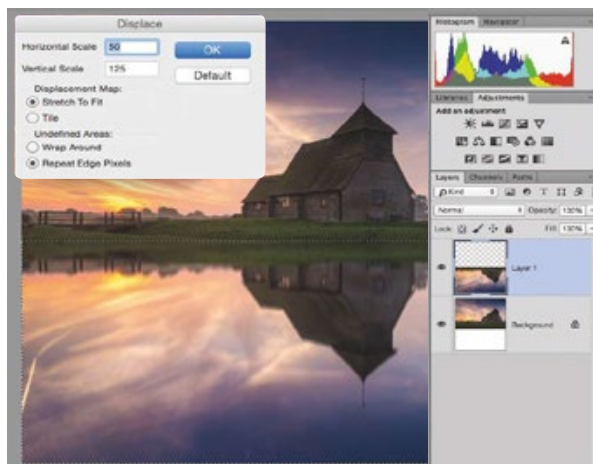 Displace
Horizontal Scale 50
OK
Vertical Scale 125
Default
Displacement Map:
Stretch To Fit
Tile
Undefined Areas:
Wrap Around
Repeat Edge Pixels
Histogram Navigator
Libraries Adjustments
Add an adjustment
Layers Channels Paths
Kind
Normal
Opacity: 100%
Lock:
Fill: 100%
Layer 1
Background